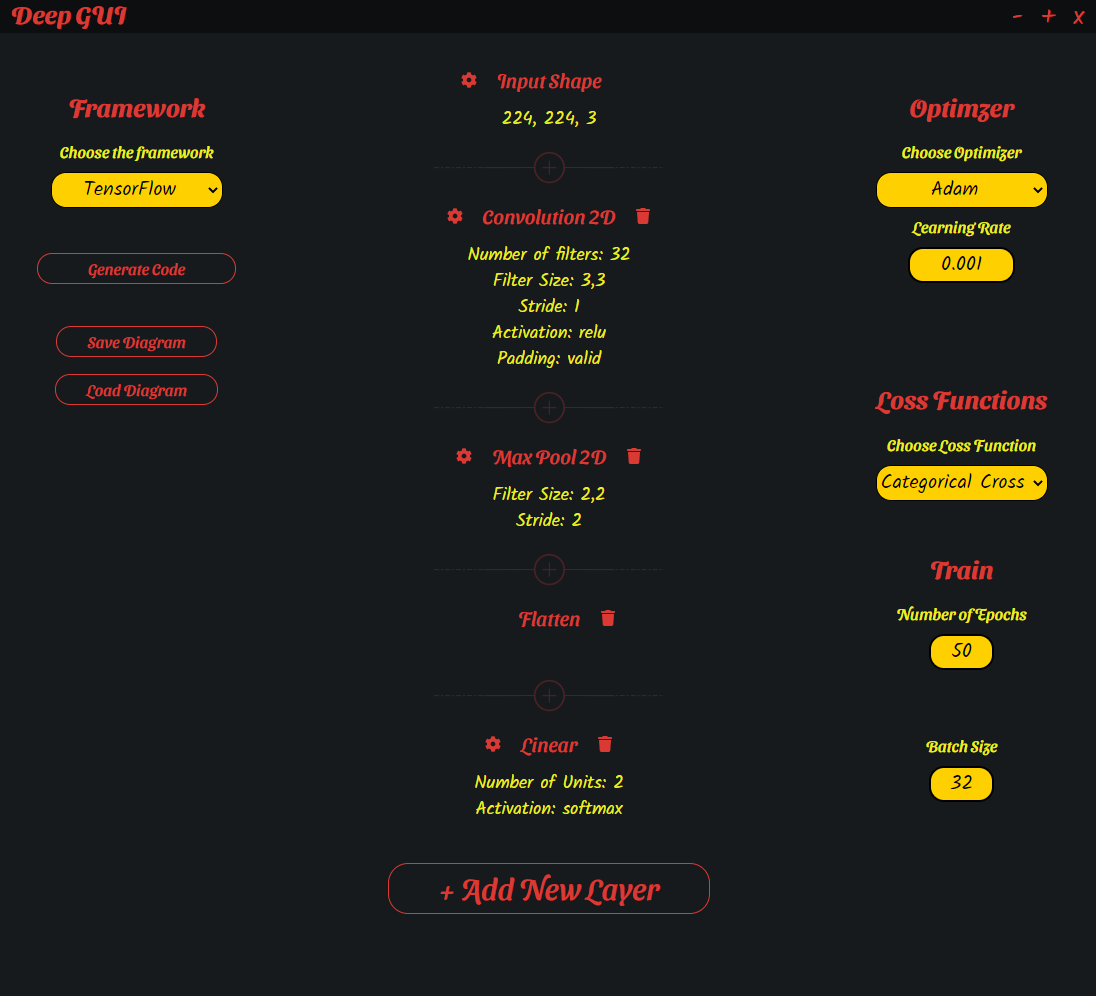 Deep GUI
- + x
Framework
Choose the framework
TensorFlow
Generate Code
Save Diagram
Load Diagram
Input Shape
224, 224, 3
+
Convolution 2D
Number of filters: 32
Filter Size: 3,3
Stride: 1
Activation: relu
Padding: valid
+
Max Pool 2D
Filter Size: 2,2
Stride: 2
+
Flatten
+
Linear
Number of Units: 2
Activation: softmax
+ Add New Layer
Optimzer
Choose Optimizer
Adam
Learning Rate
0.001
Loss Functions
Choose Loss Function
Categorical Cross
Train
Number of Epochs
50
Batch Size
32